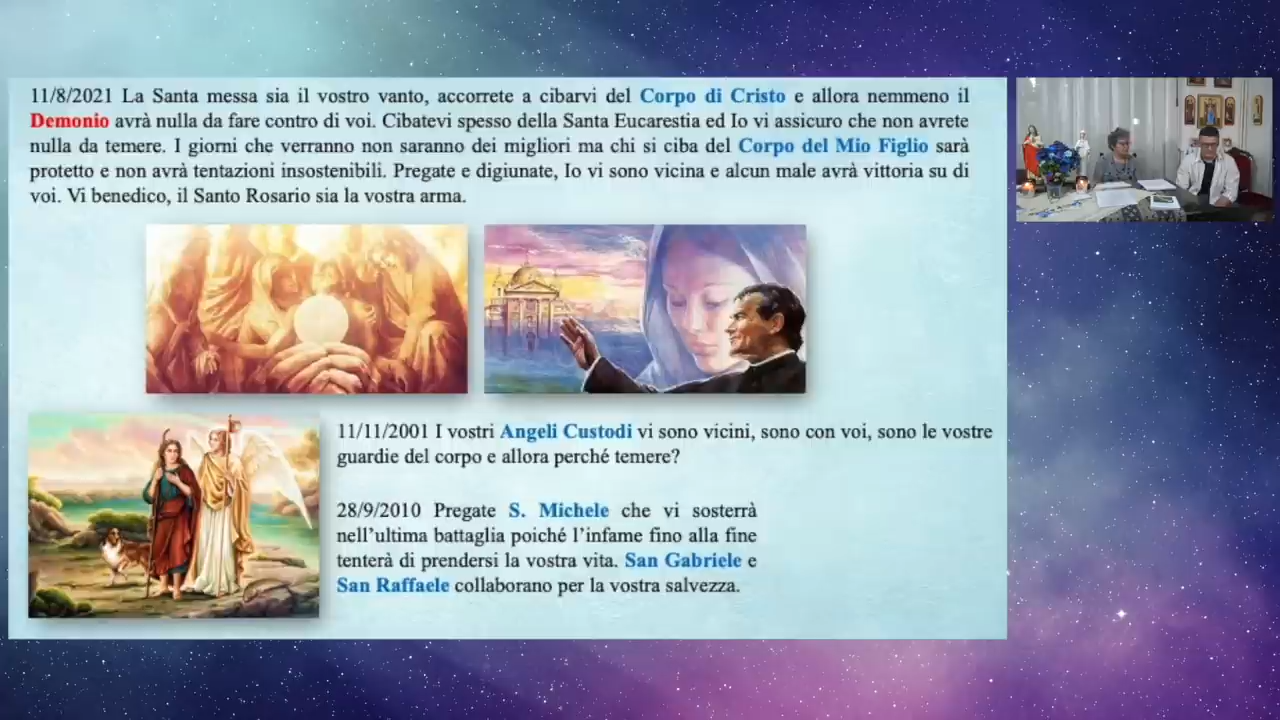 11/8/2021 La Santa messa sia il vostro vanto, accorrete a cibarvi del Corpo di Cristo e allora nemmeno il
Demonio avrà nulla da fare contro di voi. Cibatevi spesso della Santa Eucarestia ed Io vi assicuro che non avrete
nulla da temere. I giorni che verranno non saranno dei migliori ma chi si ciba del Corpo del Mio Figlio sarà
protetto e non avrà tentazioni insostenibili. Pregate e digiunate, Io vi sono vicina e alcun male avrà vittoria su di
voi. Vi benedico, il Santo Rosario sia la vostra arma.
11/11/2001 I vostri Angeli Custodi vi sono vicini, sono con voi, sono le vostre
guardie del corpo e allora perché temere?
28/9/2010 Pregate S. Michele che vi sosterrà
nell'ultima battaglia poiché l'infame fino alla fine
tenterà di prendersi la vostra vita. San Gabriele e
San Raffaele collaborano per la vostra salvezza.